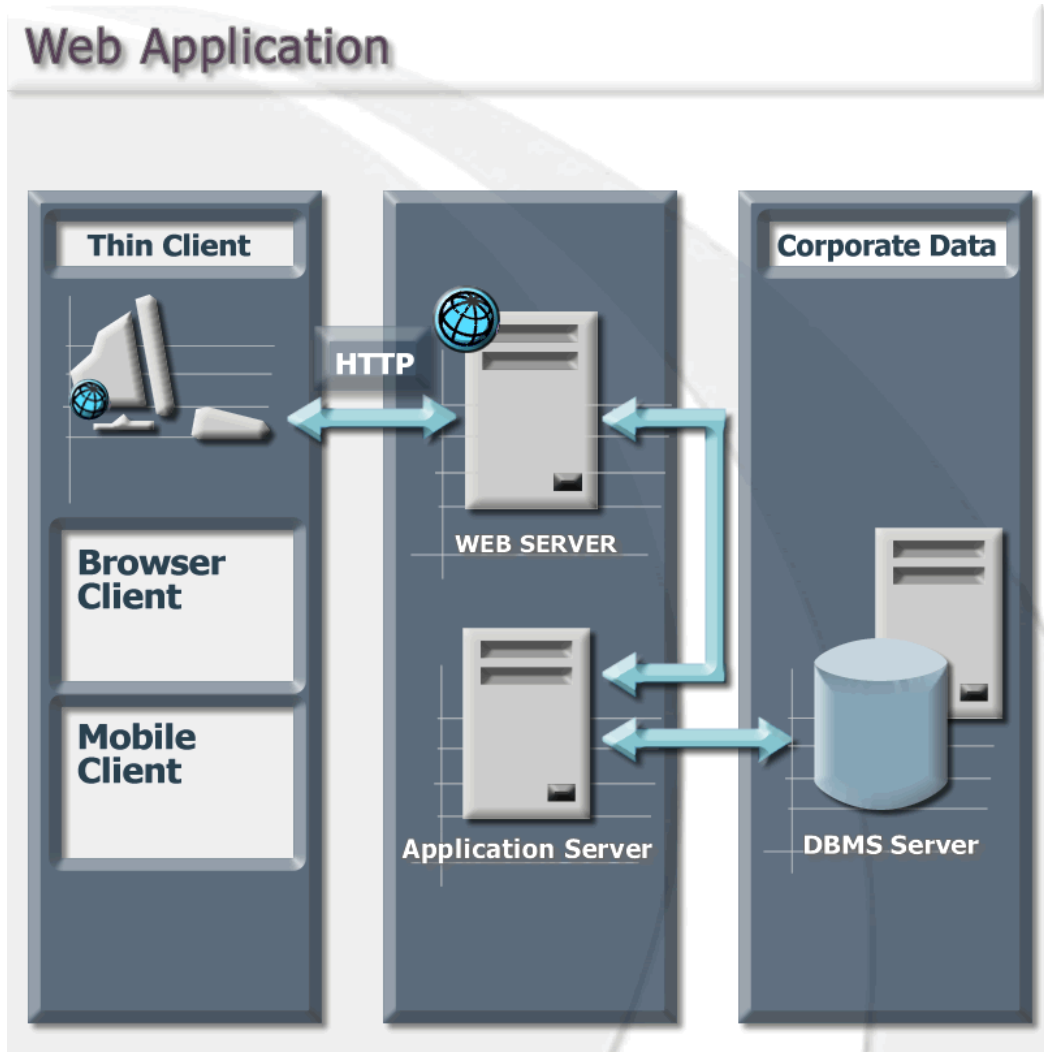 Web Application
Thin Client
Corporate Data
HTTP
WEB SERVER
Browser
Client
Mobile
Client
Application Server
DBMS Server